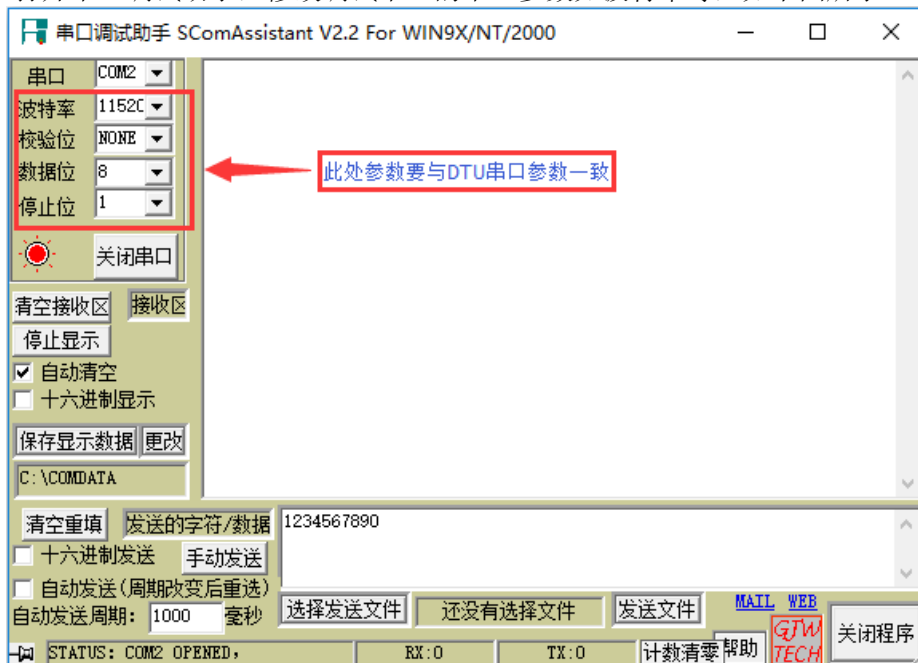 串口调试助手 SComAssistant V2.2 For WIN9X/NT/2000
串口 COM2
波特率 11520
校验位 NONE
数据位 8
停止位 1
此处参数要与DTU串口参数一致
关闭串口
清空接收区 接收区
停止显示
自动清空
十六进制显示
保存显示数据 更改
C:\COMDATA
清空重填 发送的字符/数据 1234567890
十六进制发送 手动发送
自动发送(周期改变后重选)
自动发送周期: 1000 毫秒 选择发送文件 还没有选择文件 发送文件 MAIL WEB
GJW TECH 关闭程序
STATUS: COM2 OPENED, RX:0 TX:0 计数清零 帮助